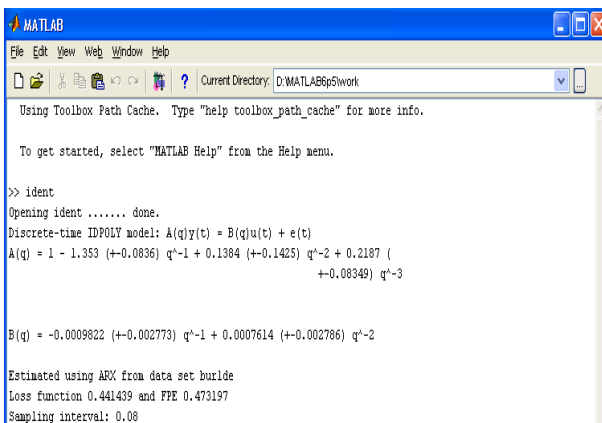 MATLAB
File Edit View Web Window Help
? Current Directory: D:\MATLAB6p5\work ...
Using Toolbox Path Cache. Type "help toolbox_path_cache" for more info.
To get started, select "MATLAB Help" from the Help menu.
>> ident
Opening ident ....... done.
Discrete-time IDPOLY model: A(q)y(t) = B(q)u(t) + e(t)
A(q) = 1 - 1.353 (+-0.0836) q^-1 + 0.1384 (+-0.1425) q^-2 + 0.2187 (
+-0.08349) q^-3
B(q) = -0.0009822 (+-0.002773) q^-1 + 0.0007614 (+-0.002786) q^-2
Estimated using ARX from data set burlde
Loss function 0.441439 and FPE 0.473197
Sampling interval: 0.08